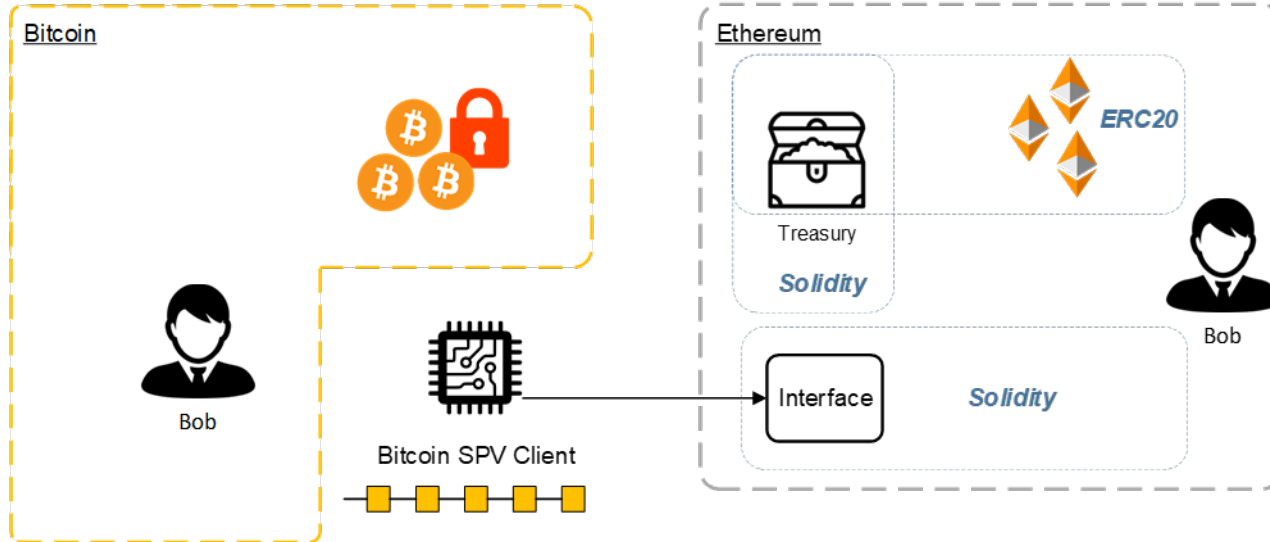 Bitcoin
Bob
Bitcoin SPV Client
Ethereum
ERC20
Treasury
Solidity
Bob
Interface
Solidity